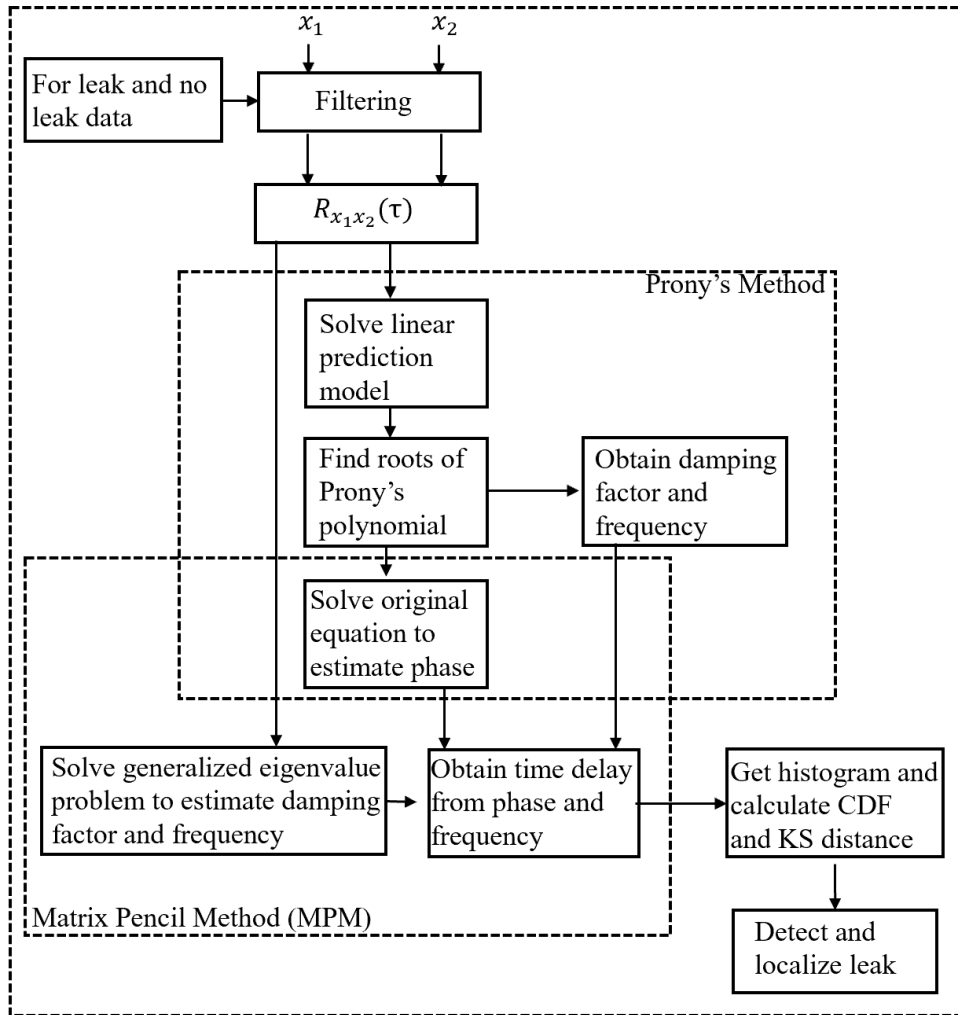 x₁ x₂
For leak and no
leak data
Filtering
R_{x₁x₂}(τ)
Prony’s Method
Solve linear
prediction
model
Find roots of
Prony’s
polynomial
Obtain damping
factor and
frequency
Solve original
equation to
estimate phase
Solve generalized eigenvalue
problem to estimate damping
factor and frequency
Obtain time delay
from phase and
frequency
Get histogram and
calculate CDF
and KS distance
Matrix Pencil Method (MPM)
Detect and
localize leak